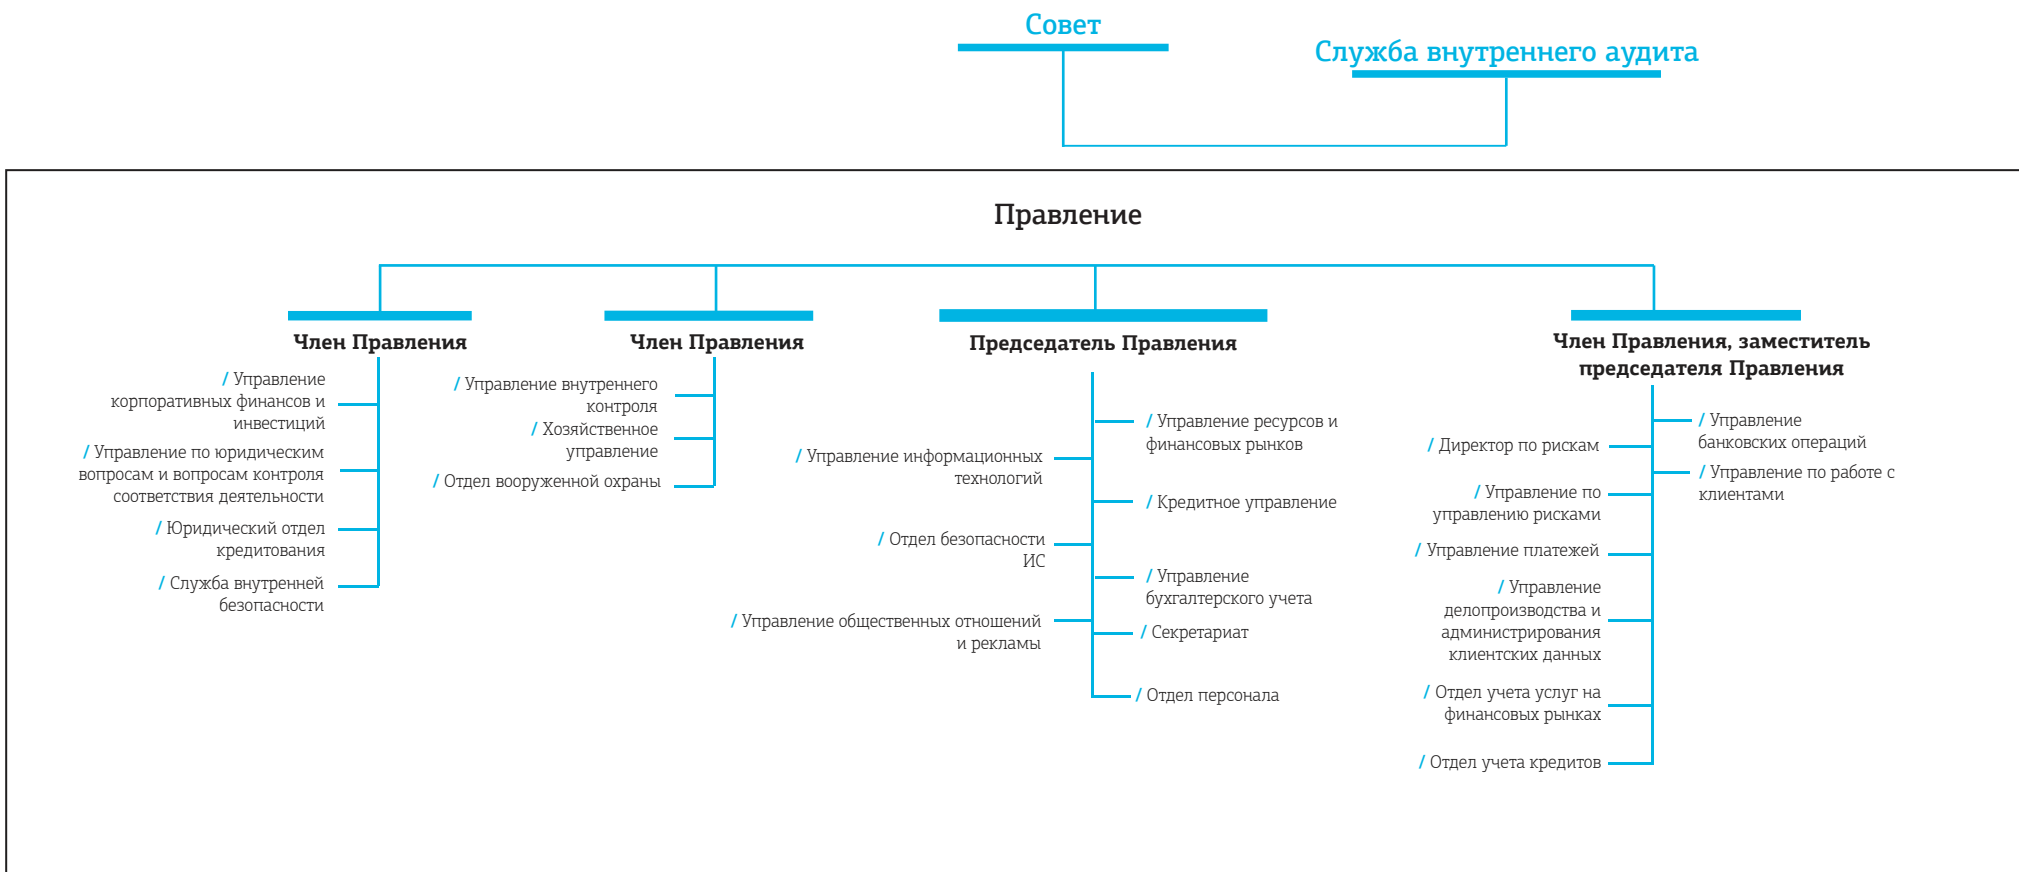 Совет
Служба внутреннего аудита
Правление
Член Правления
/ Управление
корпоративных финансов и
инвестиций
/ Управление по юридическим
вопросам и вопросам контроля
соответствия деятельности
/ Юридический отдел
кредитования
/ Служба внутренней
безопасности
Член Правления
/ Управление внутреннего
контроля
/ Хозяйственное
управление
/ Отдел вооруженной охраны
Председатель Правления
/ Управление информационных
технологий
/ Отдел безопасности
ИС
/ Управление общественных отношений
и рекламы
/ Управление ресурсов и
финансовых рынков
/ Кредитное управление
/ Управление
бухгалтерского учета
/ Секретариат
/ Отдел персонала
Член Правления, заместитель
председателя Правления
/ Директор по рискам
/ Управление по
управлению рисками
/ Управление платежей
/ Управление
делопроизводства и
администрирования
клиентских данных
/ Отдел учета услуг на
финансовых рынках
/ Отдел учета кредитов
/ Управление
банковских операций
/ Управление по работе с
клиентами